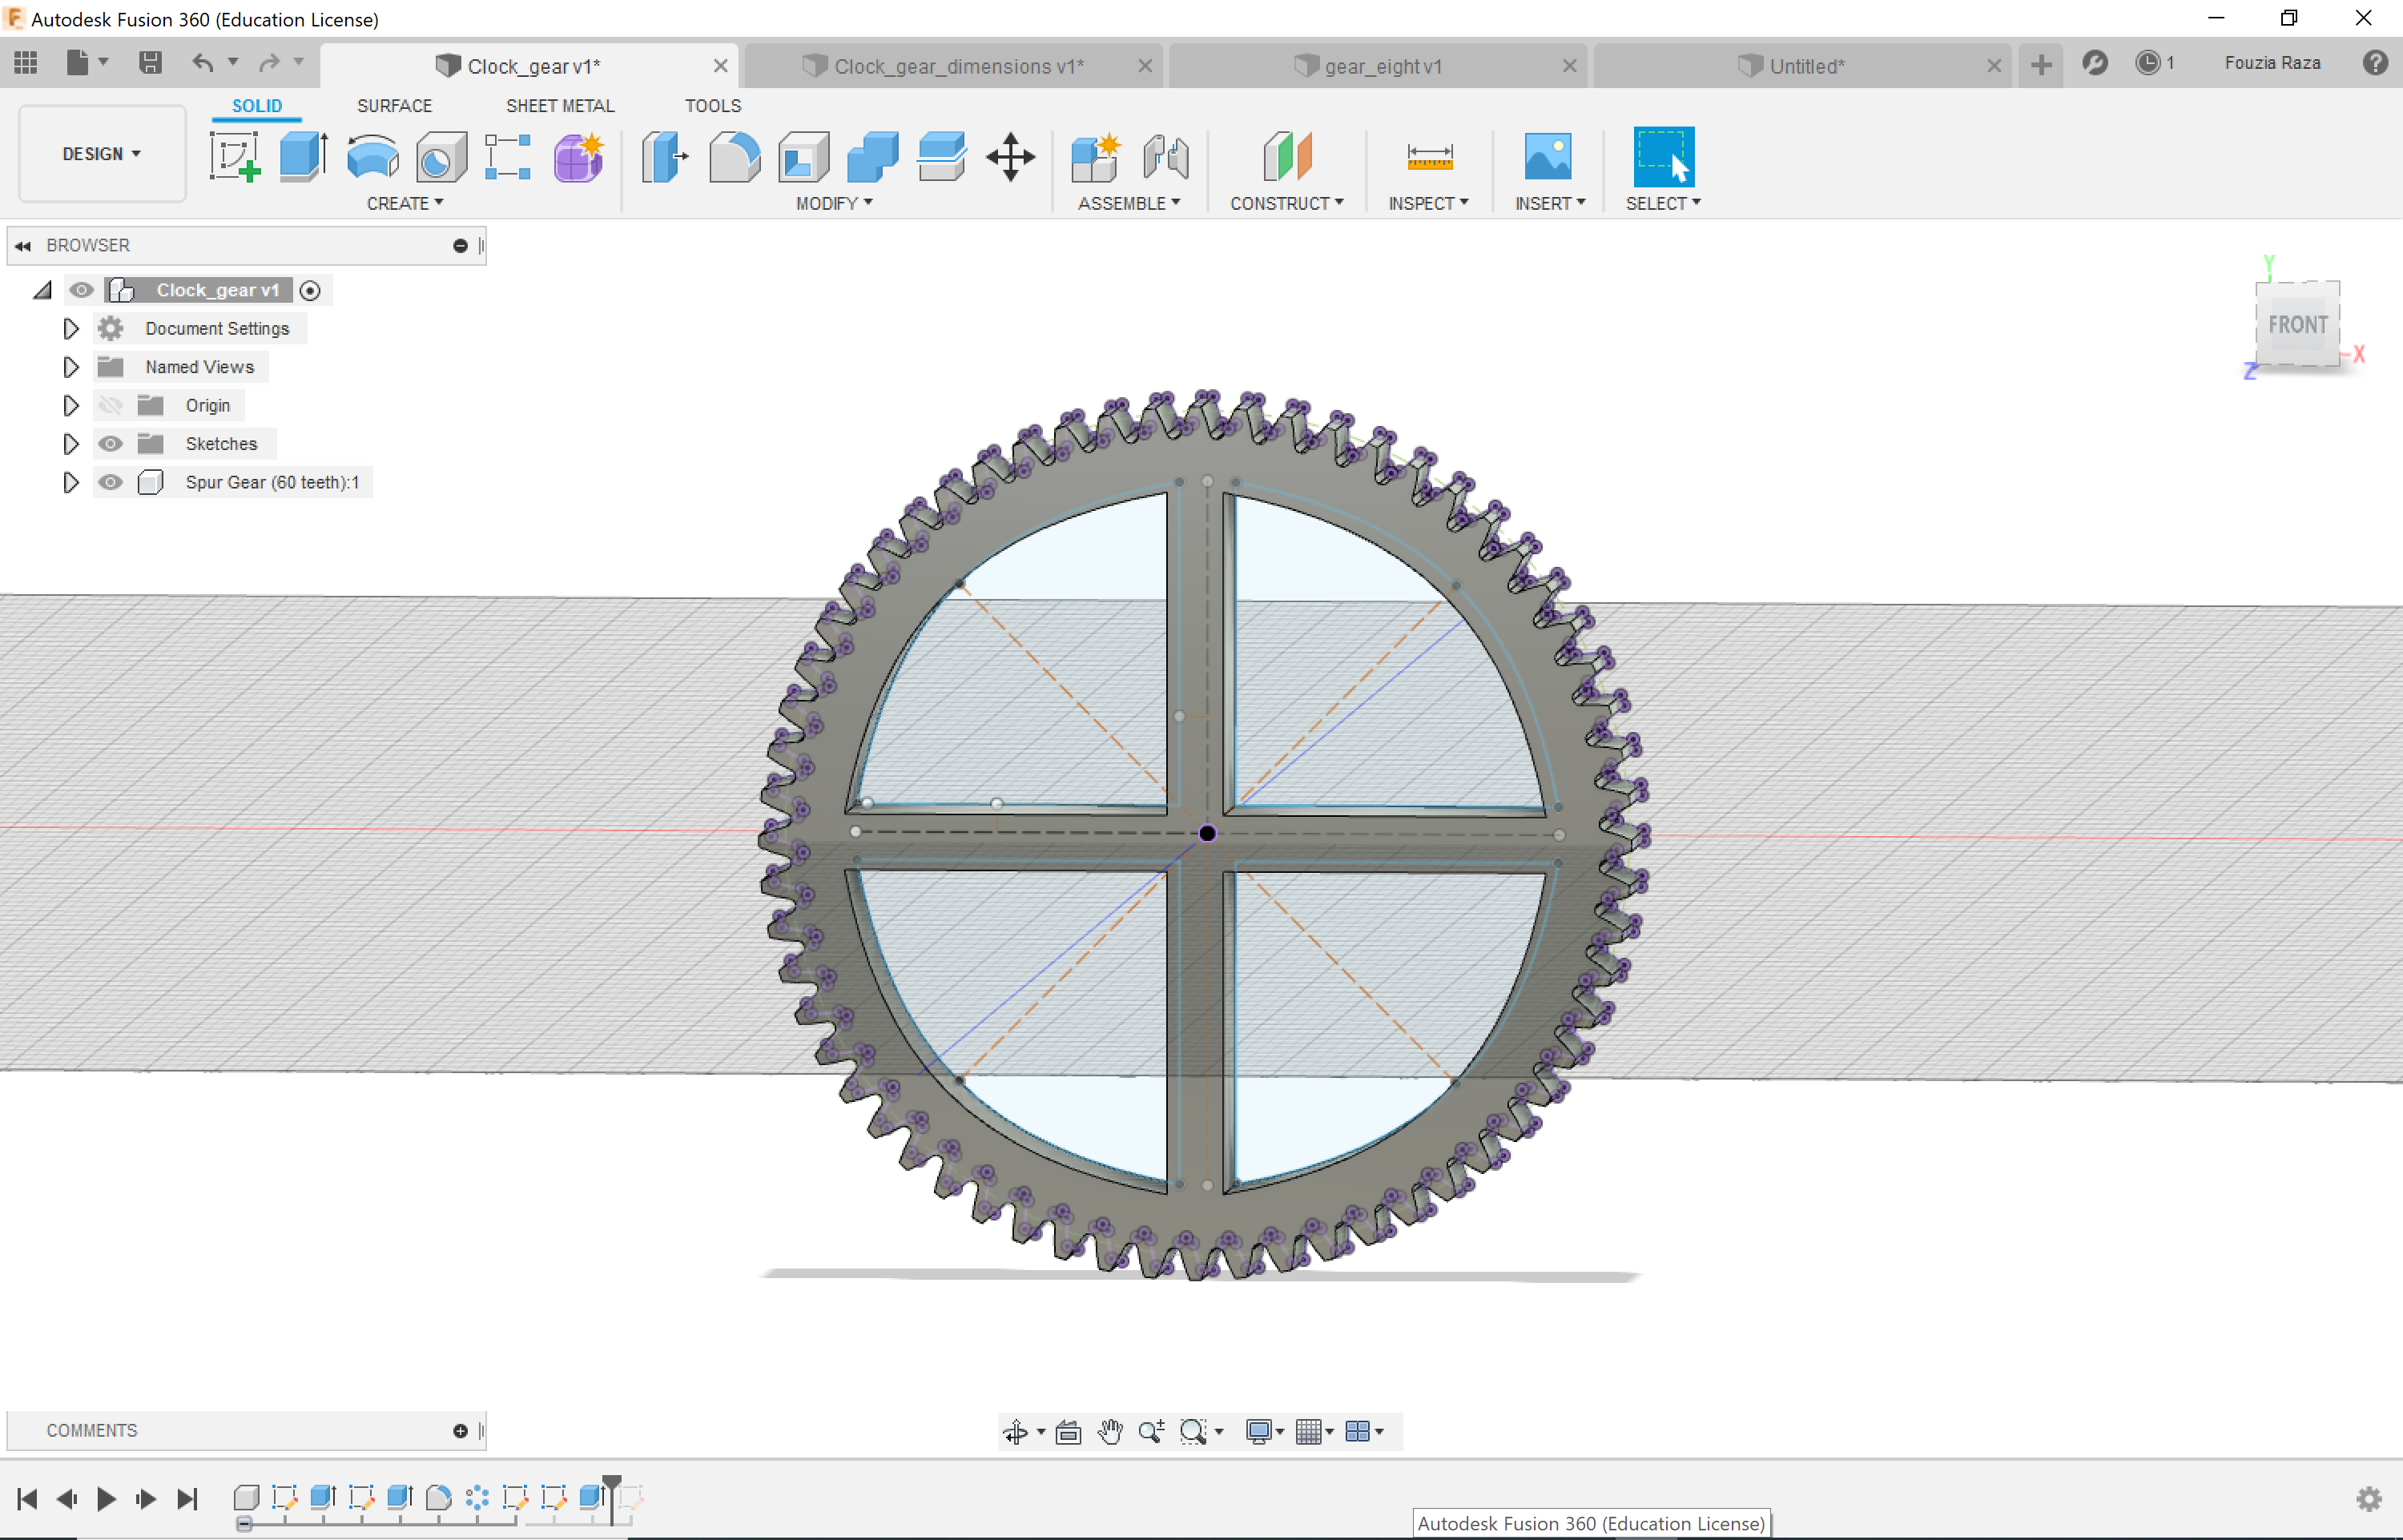 Autodesk Fusion 360 (Education License)
Clock_gear v1*
Clock_gear_dimensions v1*
gear_eight v1
Untitled*
1
Fouzia Raza
SOLID
SURFACE
SHEET METAL
TOOLS
DESIGN
CREATE
MODIFY
ASSEMBLE
CONSTRUCT
INSPECT
INSERT
SELECT
BROWSER
Clock_gear v1
Document Settings
Named Views
Origin
Sketches
Spur Gear (60 teeth):1
Y
FRONT
X
Z
COMMENTS
Autodesk Fusion 360 (Education License)